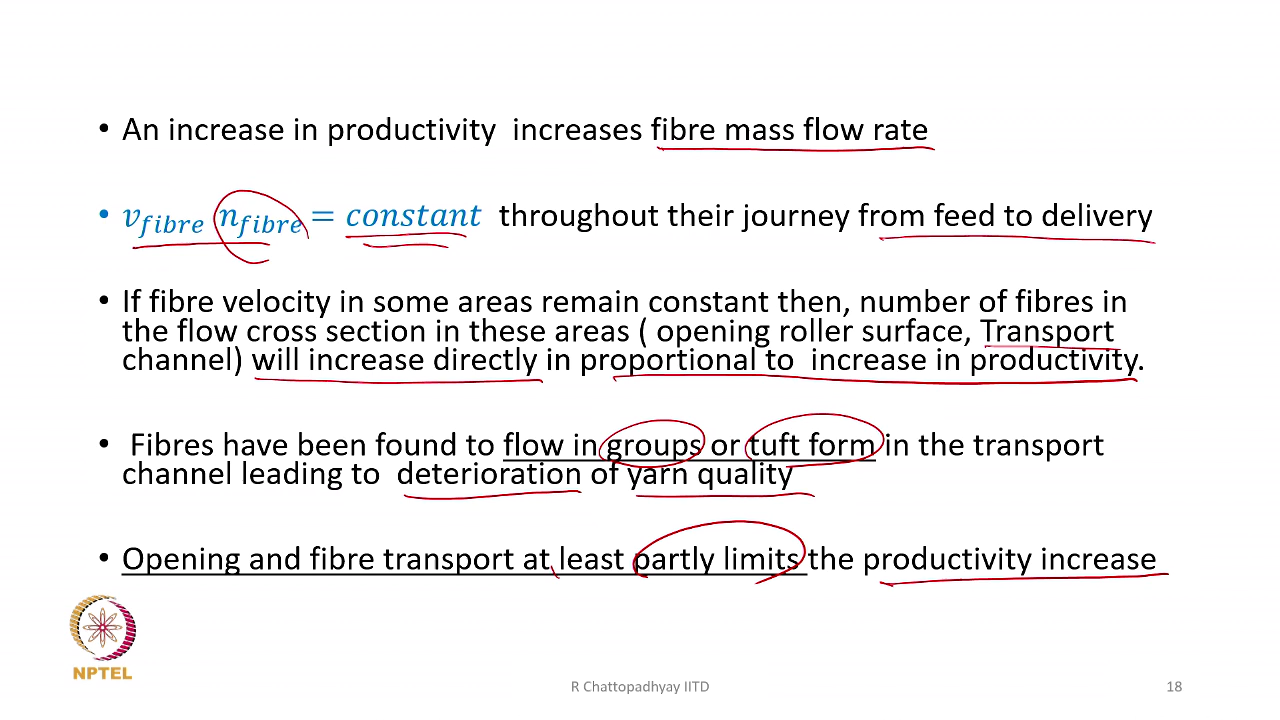 • An increase in productivity increases fibre mass flow rate
• v_fibre n_fibre = constant throughout their journey from feed to delivery
• If fibre velocity in some areas remain constant then, number of fibres in
the flow cross section in these areas ( opening roller surface, Transport
channel) will increase directly in proportional to increase in productivity.
• Fibres have been found to flow in groups or tuft form in the transport
channel leading to deterioration of yarn quality
• Opening and fibre transport at least partly limits the productivity increase
NPTEL
R Chattopadhyay IITD
18